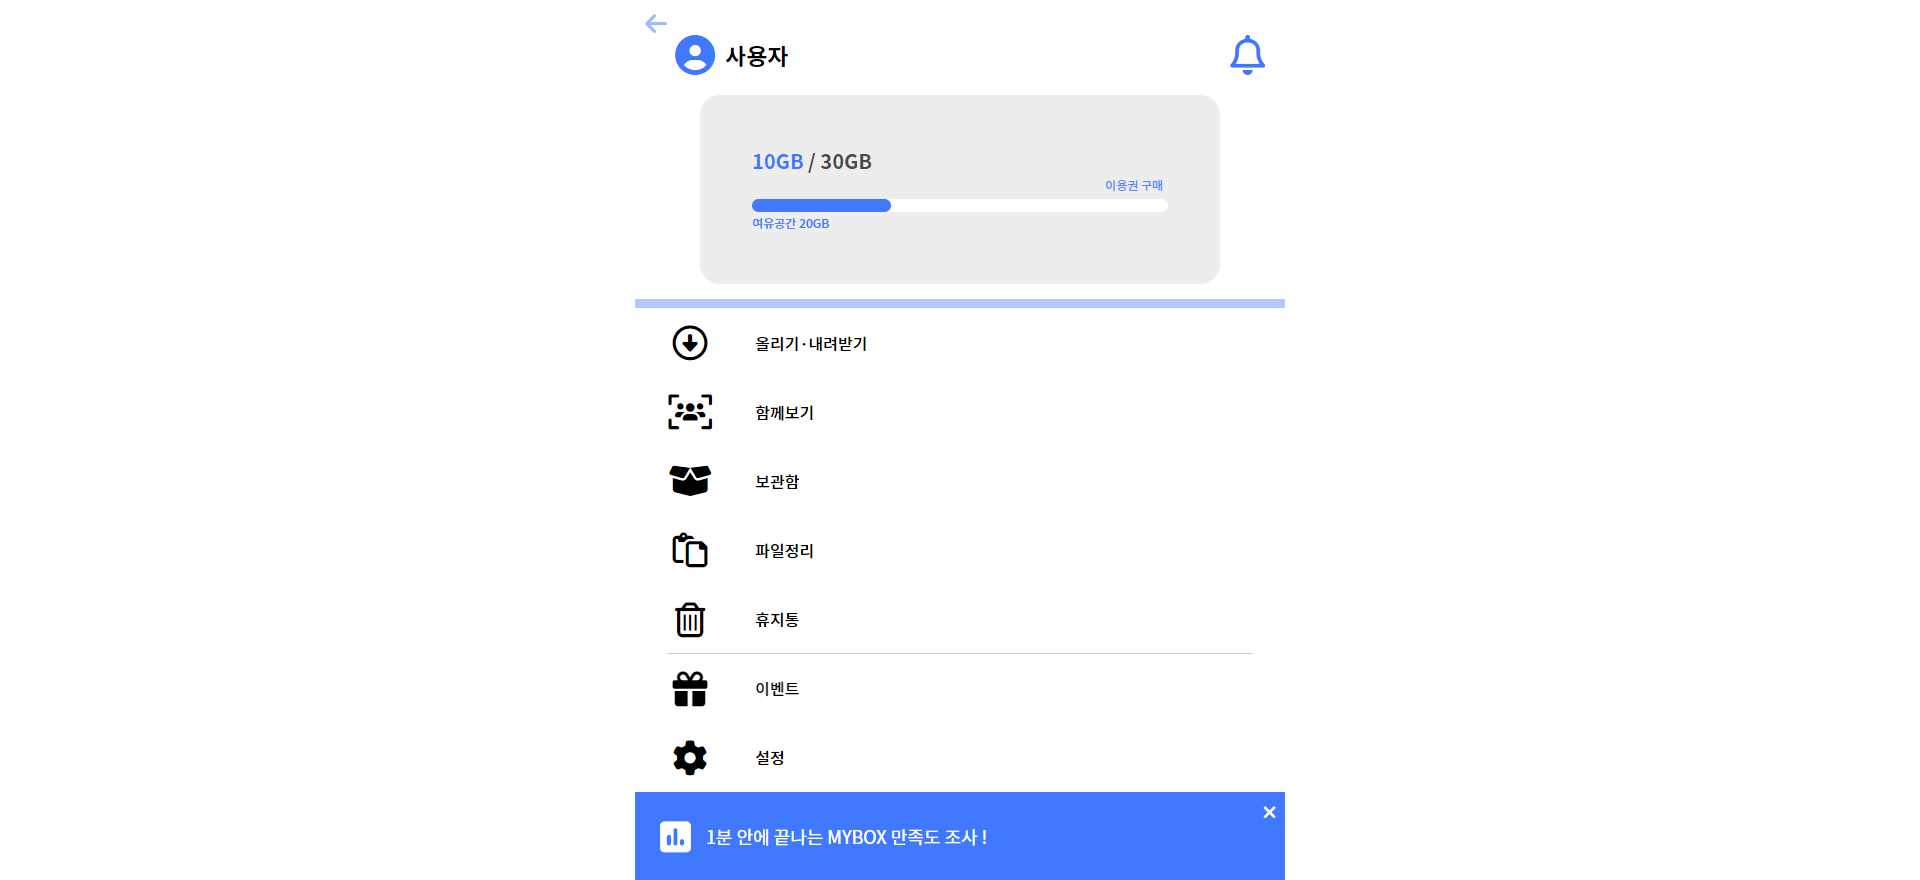 사용자
10GB / 30GB
이용권 구매
여유공간 20GB
올리기·내려받기
함께보기
보관함
파일정리
휴지통
이벤트
설정
1분 안에 끝나는 MYBOX 만족도 조사 !